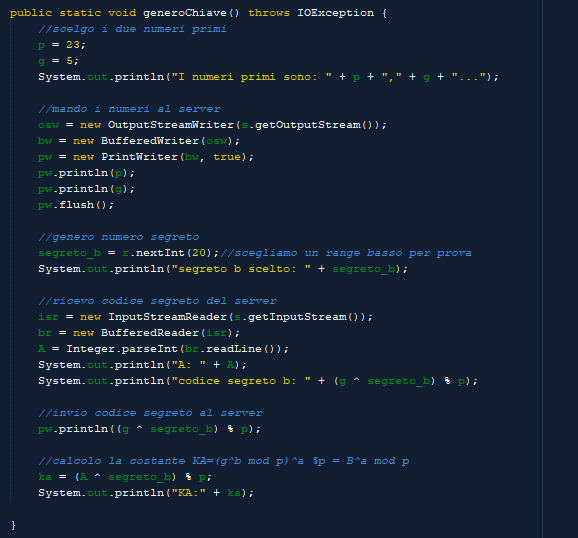 public static void generoChiave() throws IOException {
//scelgo i due numeri primi
p = 23;
g = 5;
System.out.println("I numeri primi sono: " + p + "," + g + "...");
//mando i numeri al server
osw = new OutputStreamWriter(s.getOutputStream());
bw = new BufferedWriter(osw);
pw = new PrintWriter(bw, true);
pw.println(p);
pw.println(g);
pw.flush();
//genero numero segreto
segreto_b = r.nextInt(20);//scegliamo un range basso per prova
System.out.println("segreto b scelto: " + segreto_b);
//ricevo codice segreto del server
isr = new InputStreamReader(s.getInputStream());
br = new BufferedReader(isr);
A = Integer.parseInt(br.readLine());
System.out.println("A: " + A);
System.out.println("codice segreto b: " + (g ^ segreto_b) % p);
//invio codice segreto al server
pw.println((g ^ segreto_b) % p);
//calcolo la costante KA=(g^b mod p)^a %p = B^a mod p
ka = (A ^ segreto_b) % p;
System.out.println("KA:" + ka);
}